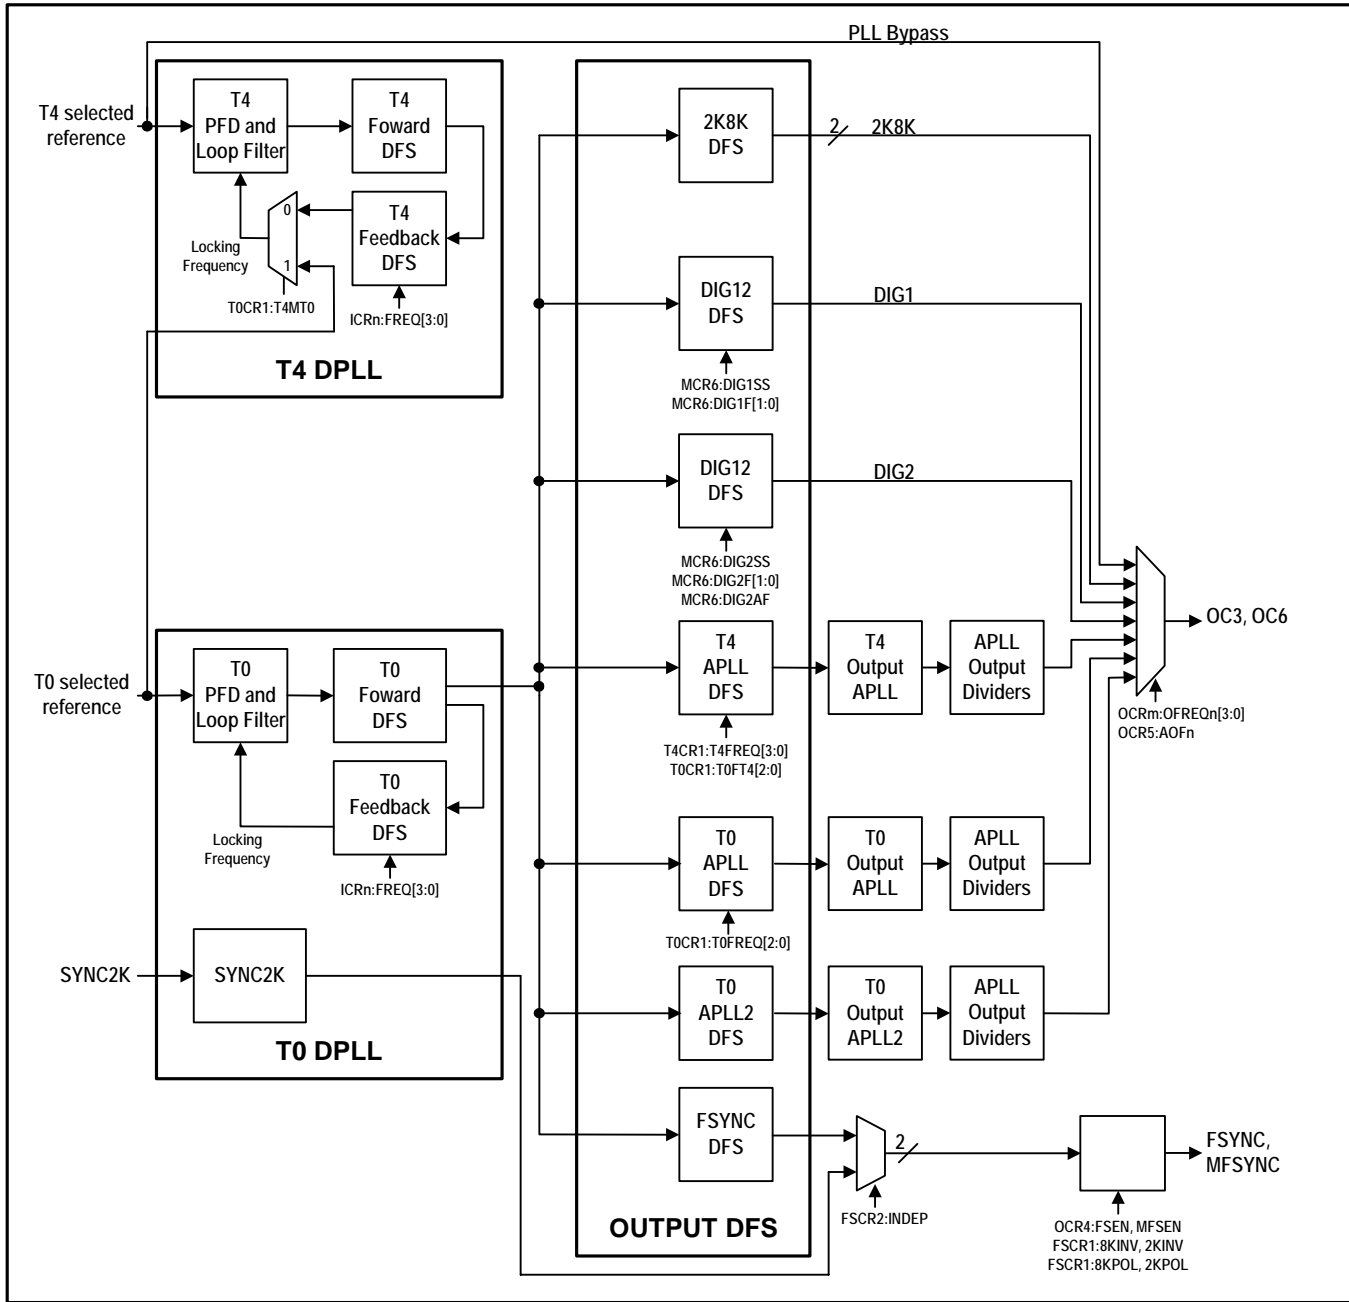 PLL Bypass
T4 selected
reference
T4
PFD and
Loop Filter
T4
Foward
DFS
T4
Feedback
DFS
0
1
Locking
Frequency
T0CR1:T4MT0
ICRn:FREQ[3:0]
T4 DPLL
2K8K
DFS
2
2K8K
DIG12
DFS
DIG1
MCR6:DIG1SS
MCR6:DIG1F[1:0]
DIG12
DFS
DIG2
MCR6:DIG2SS
MCR6:DIG2F[1:0]
MCR6:DIG2AF
T0 selected
reference
T0
PFD and
Loop Filter
T0
Foward
DFS
T0
Feedback
DFS
Locking
Frequency
ICRn:FREQ[3:0]
SYNC2K
SYNC2K
T0 DPLL
T4
APLL
DFS
T4
Output
APLL
APLL
Output
Dividers
T4CR1:T4FREQ[3:0]
T0CR1:T0FT4[2:0]
OC3, OC6
OCRm:OFREQn[3:0]
OCR5:AOFn
T0
APLL
DFS
T0
Output
APLL
APLL
Output
Dividers
T0CR1:T0FREQ[2:0]
T0
APLL2
DFS
T0
Output
APLL2
APLL
Output
Dividers
FSYNC
DFS
2
FSCR2:INDEP
FSYNC,
MFSYNC
OCR4:FSEN, MFSEN
FSCR1:8KINV, 2KINV
FSCR1:8KPOL, 2KPOL
OUTPUT DFS